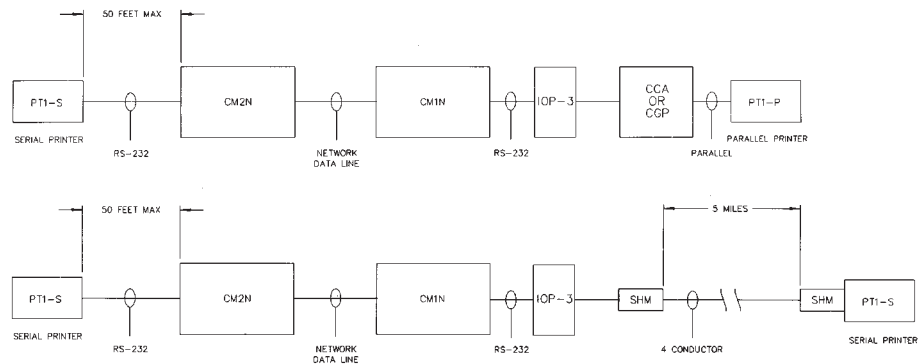 50 FEET MAX
PT1-S
CM2N
CM1N
IOP-3
CCA
OR
CGP
PT1-P
SERIAL PRINTER
RS-232
NETWORK
DATA LINE
RS-232
PARALLEL
PARALLEL PRINTER
50 FEET MAX
5 MILES
PT1-S
CM2N
CM1N
IOP-3
SHM
SHM
PT1-S
SERIAL PRINTER
RS-232
NETWORK
DATA LINE
RS-232
4 CONDUCTOR
SERIAL PRINTER